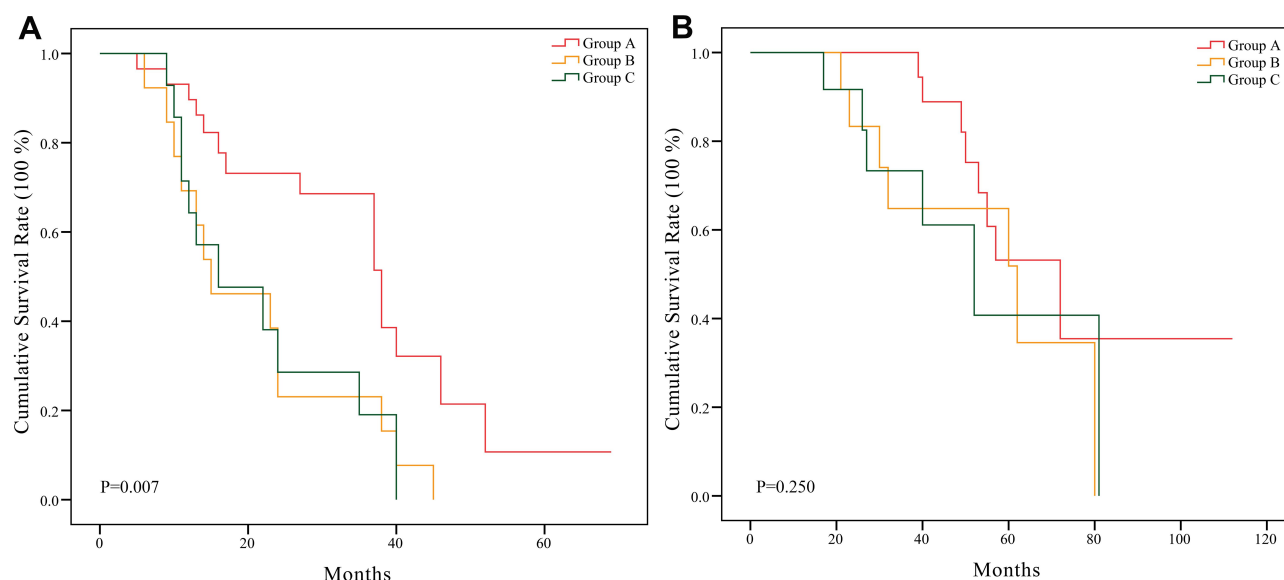 A
Group A
Group B
Group C
Cumulative Survival Rate (100 %)
1.0
0.8
0.6
0.4
0.2
0.0
P=0.007
0 20 40 60
Months
B
Group A
Group B
Group C
Cumulative Survival Rate (100 %)
1.0
0.8
0.6
0.4
0.2
0.0
P=0.250
0 20 40 60 80 100 120
Months